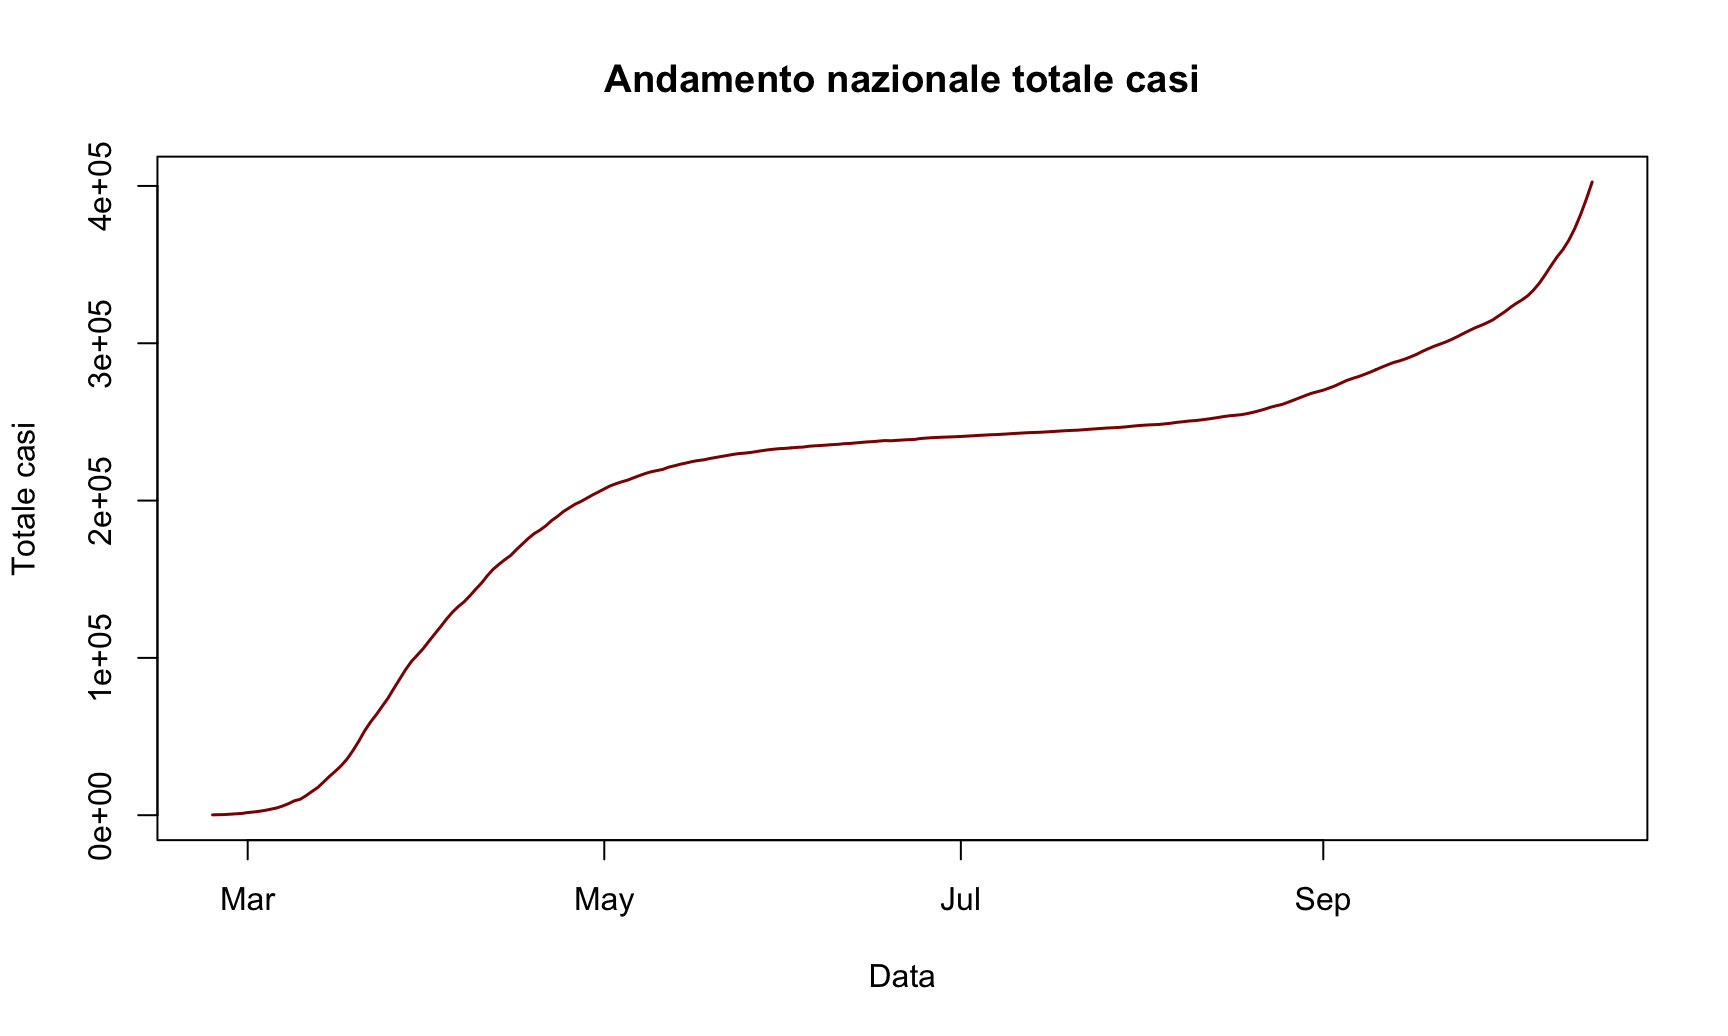 Andamento nazionale totale casi
4e+05
3e+05
2e+05
1e+05
0e+00
Totale casi
Mar May Jul Sep
Data